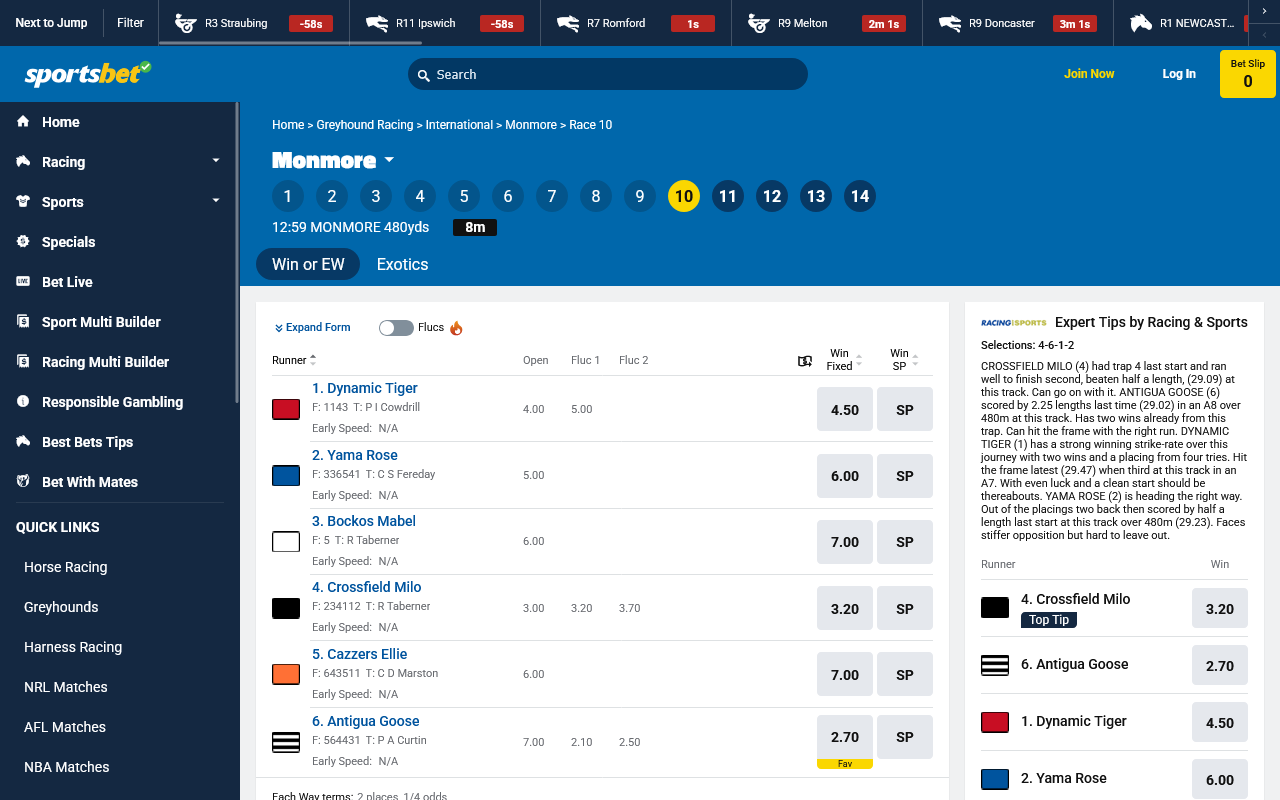 Next to Jump
Filter
R3 Straubing
-58s
R11 Ipswich
-58s
R7 Romford
1s
R9 Melton
2m 1s
R9 Doncaster
3m 1s
R1 NEWCAST...
sportsbet
Search
Join Now
Log In
Bet Slip
0
Home
Racing
Sports
Specials
LIVE
Bet Live
Sport Multi Builder
Racing Multi Builder
Responsible Gambling
Best Bets Tips
Bet With Mates
QUICK LINKS
Horse Racing
Greyhounds
Harness Racing
NRL Matches
AFL Matches
NBA Matches
Home > Greyhound Racing > International > Monmore > Race 10
Monmore
1 2 3 4 5 6 7 8 9 10 11 12 13 14
12:59 MONMORE 480yds
8m
Win or EW
Exotics
Expand Form
Flucs
Runner
Open
Fluc 1
Fluc 2
Win Fixed
Win SP
1. Dynamic Tiger
F: 1143 T: P I Cowdrill
Early Speed: N/A
4.00
5.00
4.50
SP
2. Yama Rose
F: 336541 T: C S Fereday
Early Speed: N/A
5.00
6.00
SP
3. Bockos Mabel
F: 5 T: R Taberner
Early Speed: N/A
6.00
7.00
SP
4. Crossfield Milo
F: 234112 T: R Taberner
Early Speed: N/A
3.00
3.20
3.70
3.20
SP
5. Cazzers Ellie
F: 643511 T: C D Marston
Early Speed: N/A
6.00
7.00
SP
6. Antigua Goose
F: 564431 T: P A Curtin
Early Speed: N/A
7.00
2.10
2.50
2.70
Fav
SP
Each Way terms: 2 places, 1/4 odds
RACING AND SPORTS
Expert Tips by Racing & Sports
Selections: 4-6-1-2
CROSSFIELD MILO (4) had trap 4 last start and ran
well to finish second, beaten half a length, (29.09) at
this track. Can go on with it. ANTIGUA GOOSE (6)
scored by 2.25 lengths last time (29.02) in an A8 over
480m at this track. Has two wins already from this
trap. Can hit the frame with the right run. DYNAMIC
TIGER (1) has a strong winning strike-rate over this
journey with two wins and a placing from four tries. Hit
the frame latest (29.47) when third at this track in an
A7. With even luck and a clean start should be
thereabouts. YAMA ROSE (2) is heading the right way.
Out of the placings two back then scored by half a
length last start at this track over 480m (29.23). Faces
stiffer opposition but hard to leave out.
Runner
Win
4. Crossfield Milo
Top Tip
3.20
6. Antigua Goose
2.70
1. Dynamic Tiger
4.50
2. Yama Rose
6.00